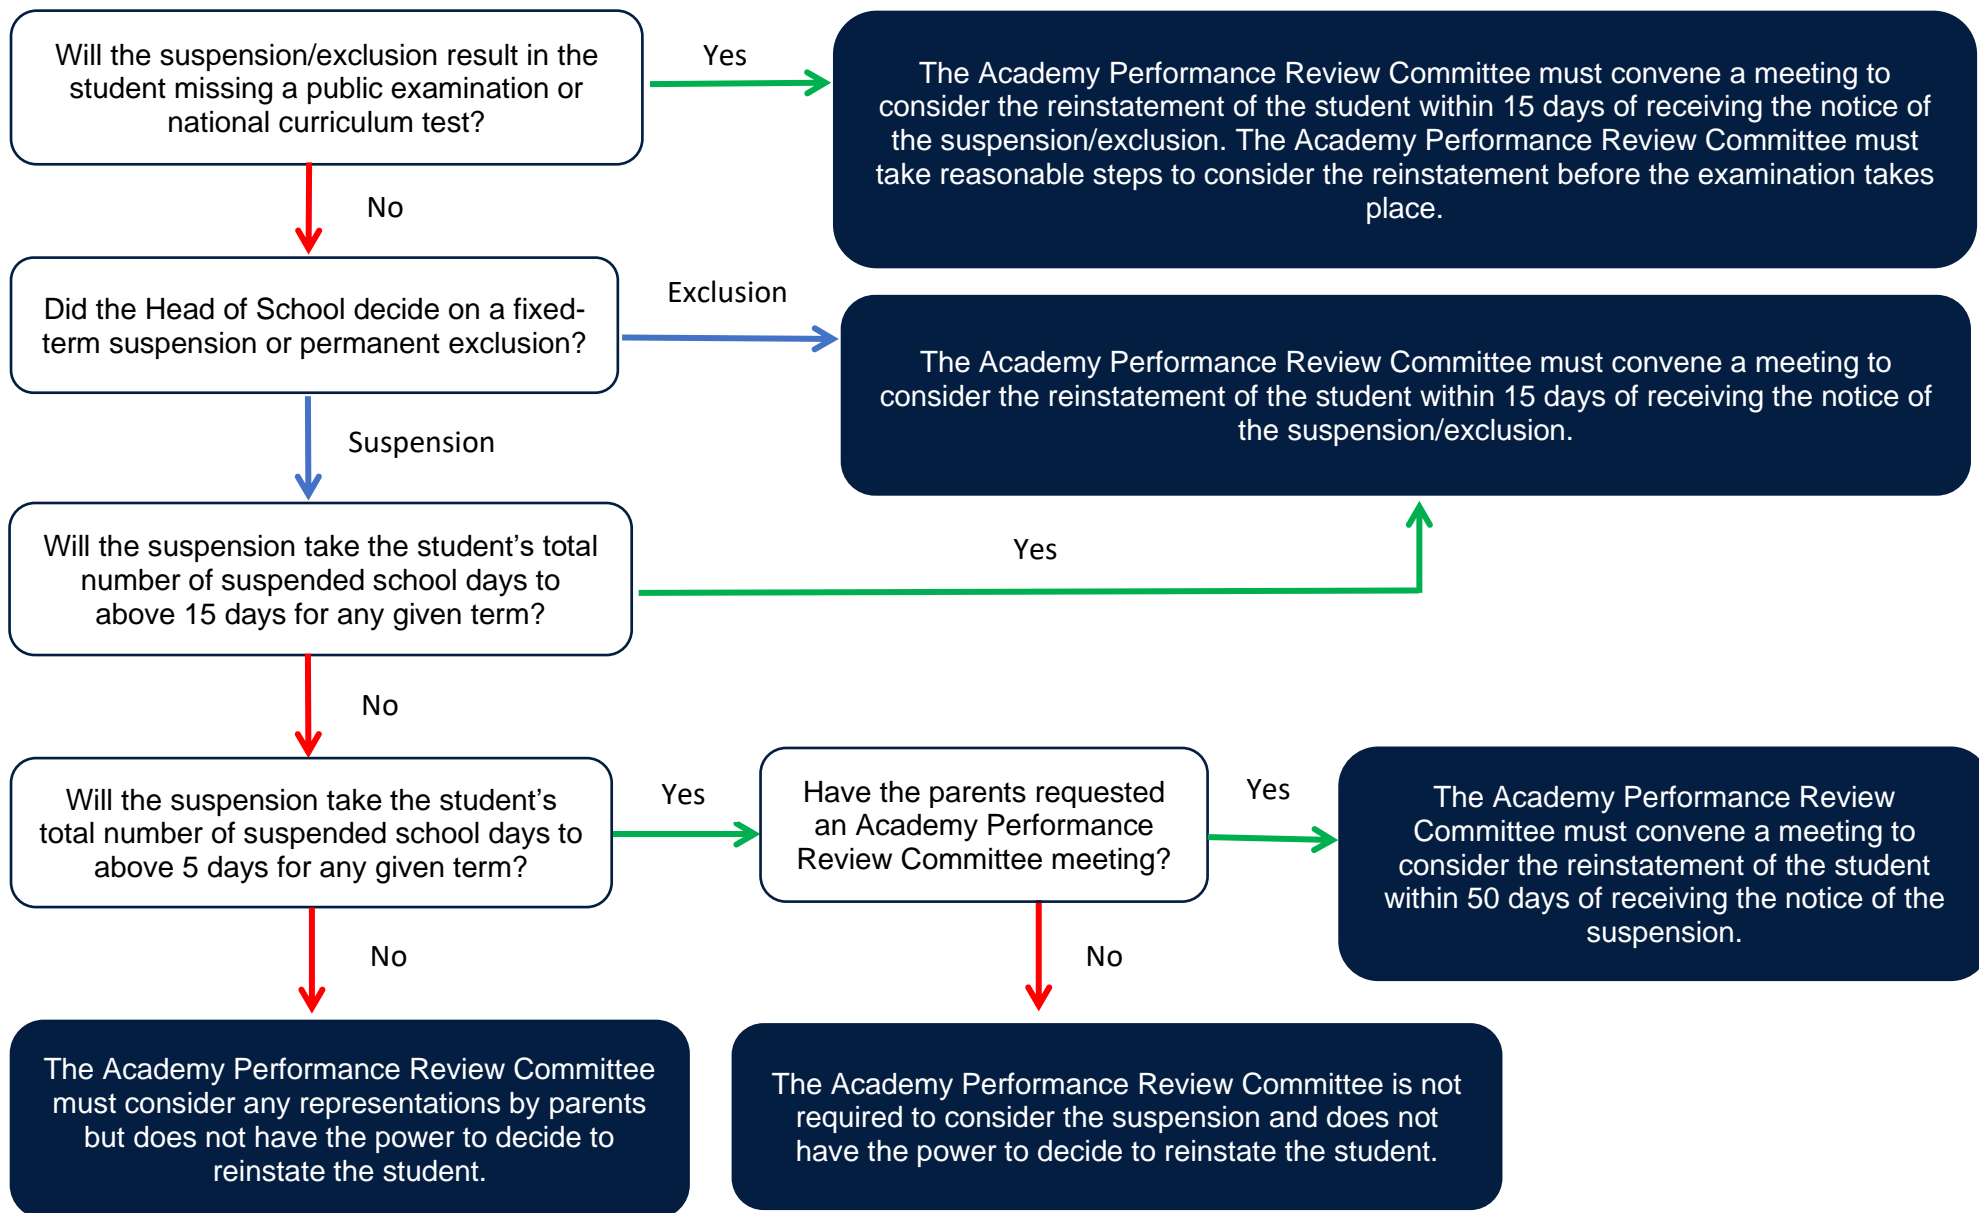 Will the suspension/exclusion result in the
student missing a public examination or
national curriculum test?
Yes
The Academy Performance Review Committee must convene a meeting to
consider the reinstatement of the student within 15 days of receiving the notice of
the suspension/exclusion. The Academy Performance Review Committee must
take reasonable steps to consider the reinstatement before the examination takes
place.
No
Did the Head of School decide on a fixed-
term suspension or permanent exclusion?
Exclusion
The Academy Performance Review Committee must convene a meeting to
consider the reinstatement of the student within 15 days of receiving the notice of
the suspension/exclusion.
Suspension
Will the suspension take the student’s total
number of suspended school days to
above 15 days for any given term?
Yes
No
Will the suspension take the student’s
total number of suspended school days to
above 5 days for any given term?
Yes
Have the parents requested
an Academy Performance
Review Committee meeting?
Yes
The Academy Performance Review
Committee must convene a meeting to
consider the reinstatement of the student
within 50 days of receiving the notice of the
suspension.
No
No
The Academy Performance Review Committee
must consider any representations by parents
but does not have the power to decide to
reinstate the student.
The Academy Performance Review Committee is not
required to consider the suspension and does not
have the power to decide to reinstate the student.